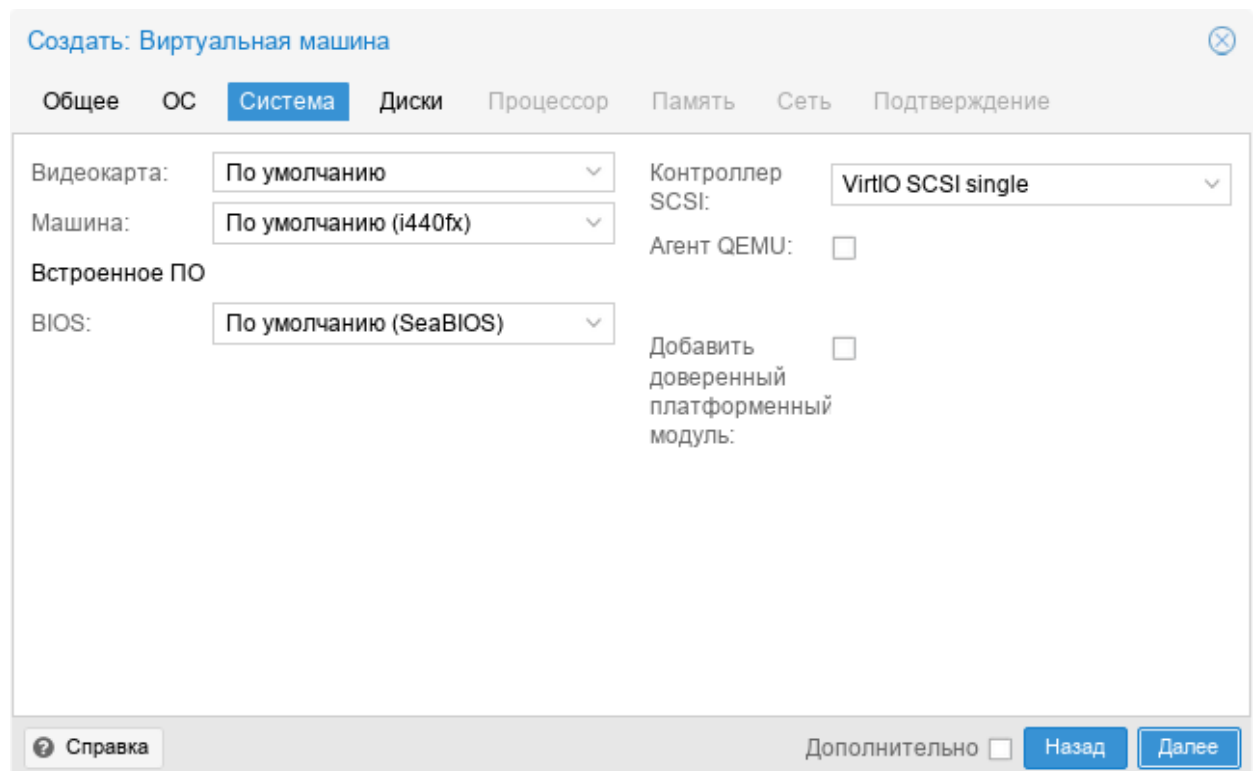 Создать: Виртуальная машина
Общее ОС Система Диски Процессор Память Сеть Подтверждение
Видеокарта: По умолчанию
Машина: По умолчанию (i440fx)
Встроенное ПО
BIOS: По умолчанию (SeaBIOS)
Контроллер
SCSI:
VirtIO SCSI single
Агент QEMU:
Добавить
доверенный
платформенный
модуль:
Справка
Дополнительно
Назад
Далее